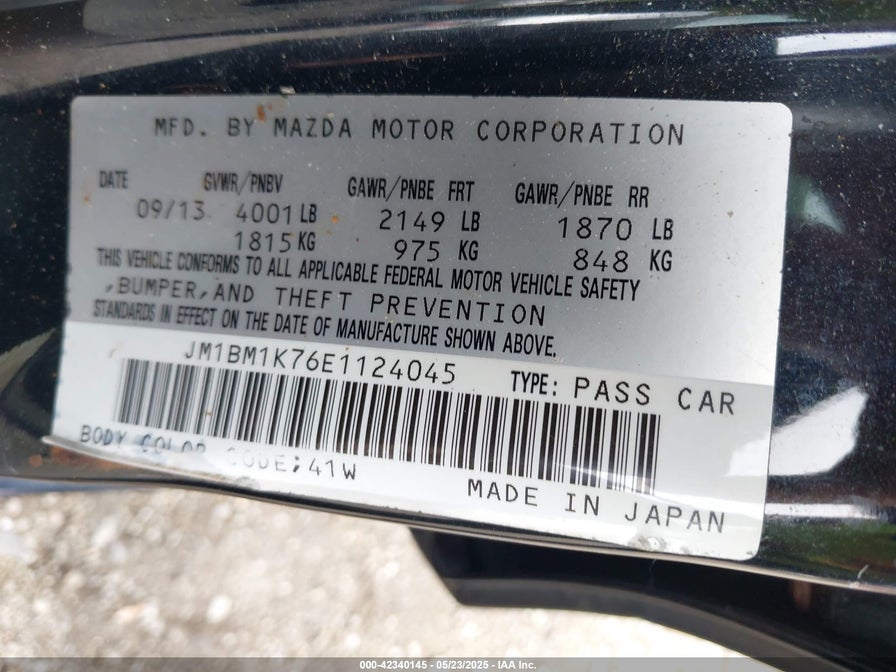 MFD. BY MAZDA MOTOR CORPORATION
DATE GVWR/PNBV GAWR/PNBE FRT GAWR/PNBE RR
09/13 4001 LB 2149 LB 1870 LB
1815 KG 975 KG 848 KG
THIS VEHICLE CONFORMS TO ALL APPLICABLE FEDERAL MOTOR VEHICLE SAFETY
,BUMPER,AND THEFT PREVENTION
STANDARDS IN EFFECT ON THE DATE OF MANUFACTURE SHOWN ABOVE.
JM1BM1K76E1124045 TYPE: PASS CAR
BODY COLOR CODE;41W
MADE IN JAPAN
000-42340145 - 05/23/2025 - IAA Inc.